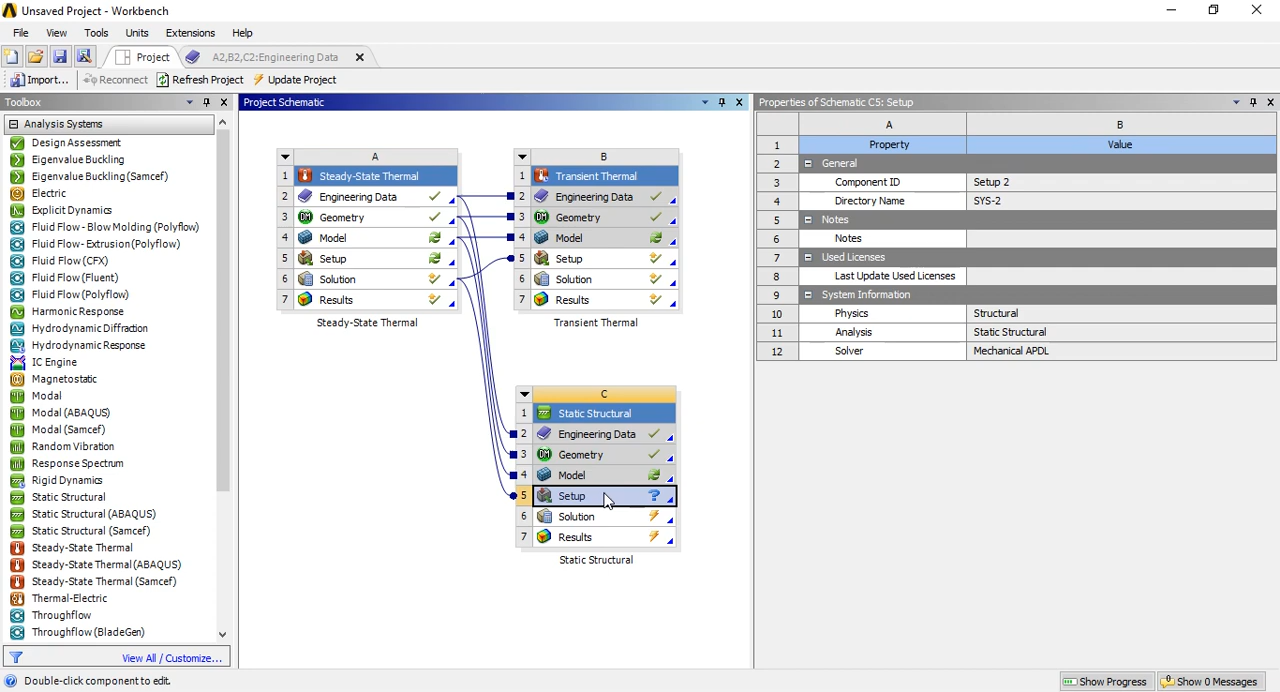 Unsaved Project - Workbench
File View Tools Units Extensions Help
Project A2,B2,C2:Engineering Data
Import... Reconnect Refresh Project Update Project
Toolbox
Analysis Systems
Design Assessment
Eigenvalue Buckling
Eigenvalue Buckling (Samcef)
Electric
Explicit Dynamics
Fluid Flow - Blow Molding (Polyflow)
Fluid Flow - Extrusion (Polyflow)
Fluid Flow (CFX)
Fluid Flow (Fluent)
Fluid Flow (Polyflow)
Harmonic Response
Hydrodynamic Diffraction
Hydrodynamic Response
IC Engine
Magnetostatic
Modal
Modal (ABAQUS)
Modal (Samcef)
Random Vibration
Response Spectrum
Rigid Dynamics
Static Structural
Static Structural (ABAQUS)
Static Structural (Samcef)
Steady-State Thermal
Steady-State Thermal (ABAQUS)
Steady-State Thermal (Samcef)
Thermal-Electric
Throughflow
Throughflow (BladeGen)
View All / Customize...
Project Schematic
A
1 Steady-State Thermal
2 Engineering Data
3 Geometry
4 Model
5 Setup
6 Solution
7 Results
Steady-State Thermal
B
1 Transient Thermal
2 Engineering Data
3 Geometry
4 Model
5 Setup
6 Solution
7 Results
Transient Thermal
C
1 Static Structural
2 Engineering Data
3 Geometry
4 Model
5 Setup
6 Solution
7 Results
Static Structural
Properties of Schematic C5: Setup
A B
1 Property Value
2 General
3 Component ID Setup 2
4 Directory Name SYS-2
5 Notes
6 Notes
7 Used Licenses
8 Last Update Used Licenses
9 System Information
10 Physics Structural
11 Analysis Static Structural
12 Solver Mechanical APDL
Double-click component to edit.
Show Progress Show 0 Messages